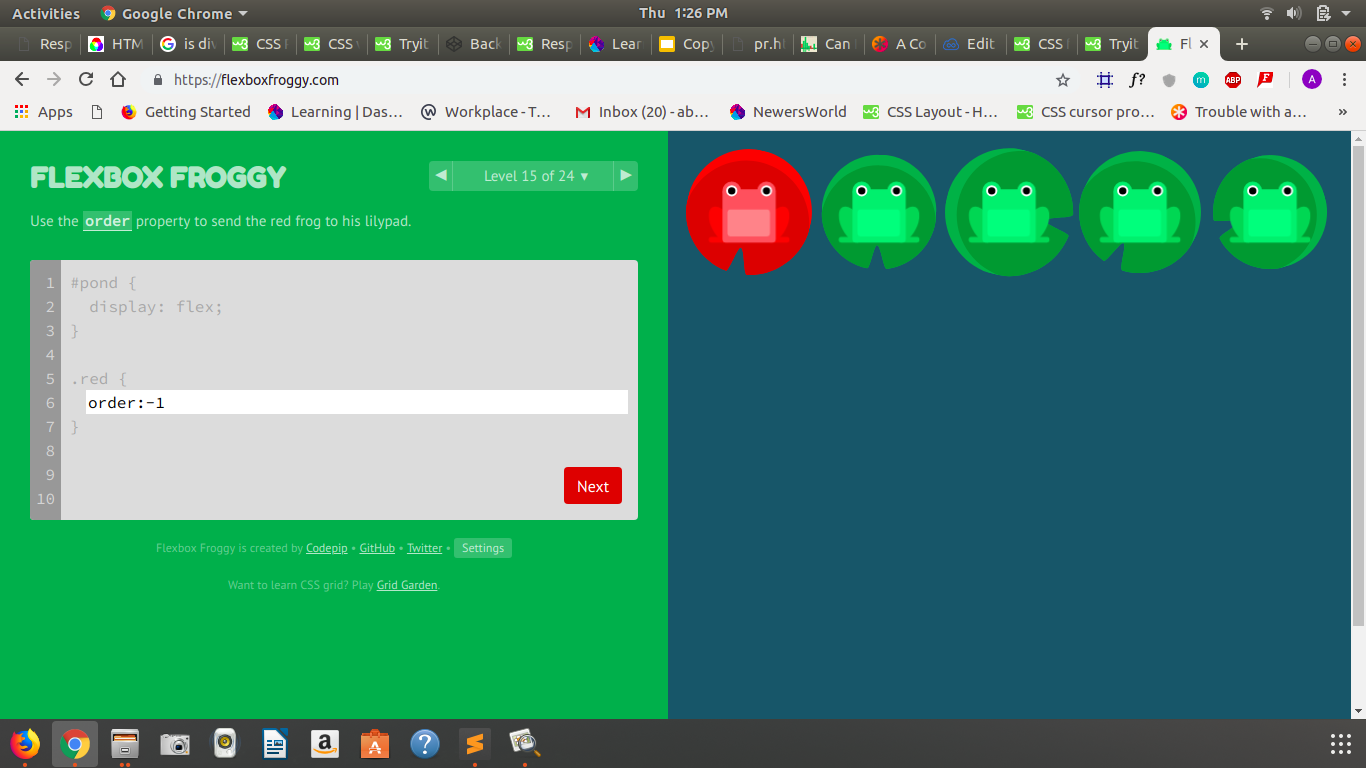 Activities Google Chrome Thu 1:26 PM
Resp HTM is div CSS CSS Tryit Back Resp Lear Copy pr.h Can A Co Edit CSS Tryit Fl
https://flexboxfroggy.com f? m ABP F A
Apps Getting Started Learning | Das… Workplace - T… Inbox (20) - ab… NewersWorld CSS Layout - H… CSS cursor pro… Trouble with a… »
FLEXBOX FROGGY
◀ Level 15 of 24 ▼ ▶
Use the order property to send the red frog to his lilypad.
1 #pond {
2 display: flex;
3 }
4
5 .red {
6 order:-1
7 }
8
9
10
Next
Flexbox Froggy is created by Codepip • GitHub • Twitter • Settings
Want to learn CSS grid? Play Grid Garden.